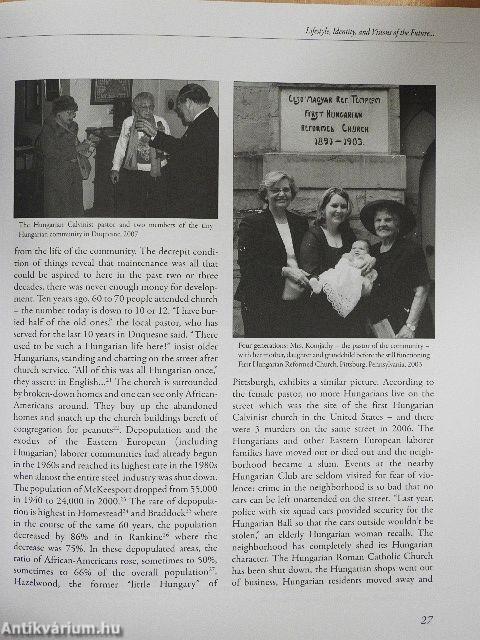 Lifestyle, Identity, and Visions of the Future...
ELSŐ MAGYAR REF. TEMPLOM
FIRST HUNGARIAN
REFORMED CHURCH
1891-1903.
The Hungarian Calvinist pastor and two members of the tiny
Hungarian community in Duquesne, 2007
from the life of the community. The decrepit condi-
tion of things reveal that maintenance was all that
could be aspired to here in the past two or three
decades, there was never enough money for develop-
ment. Ten years ago, 60 to 70 people attended church
– the number today is down to 10 or 12. "I have bu-
ried half of the old ones," the local pastor, who has
served for the last 10 years in Duquesne said. "There
used to be such a Hungarian life here!" insist older
Hungarians, standing and chatting on the street after
church service. "All of this was all Hungarian once,"
they assert: in English...²¹ The church is surrounded
by broken-down homes and one can see only African-
Americans around. They buy up the abandoned
homes and snatch up the church buildings bereft of
congregation for peanuts²². Depopulation and the
exodus of the Eastern European (including
Hungarian) laborer communities had already begun
in the 1960s and reached its highest rate in the 1980s
when almost the entire steel industry was shut down.
The population of McKeesport dropped from 55,000
in 1940 to 24,000 in 2000.²³ The rate of depopula-
tion is highest in Homestead²⁴ and Braddock²⁵ where
in the course of the same 60 years, the population
decreased by 86% and in Rankine²⁶ where the
decrease was 75%. In these depopulated areas, the
ratio of African-Americans rose, sometimes to 50%,
sometimes to 66% of the overall population²⁷.
Hazelwood, the former "little Hungary" of
Four generations: Mrs. Komjáthy – the pastor of the community –
with her mother, daughter and grandchild before the still functioning
First Hungarian Reformed Church, Pittsburg, Pennsylvania, 2003
Pittsburgh, exhibits a similar picture. According to
the female pastor, no more Hungarians live on the
street which was the site of the first Hungarian
Calvinist church in the United States – and there
were 3 murders on the same street in 2006. The
Hungarians and other Eastern European laborer
families have moved out or died out and the neigh-
borhood became a slum. Events at the nearby
Hungarian Club are seldom visited for fear of vio-
lence: crime in the neighborhood is so bad that no
cars can be left unattended on the street. "Last year,
police with six squad cars provided security for the
Hungarian Ball so that the cars outside wouldn't be
stolen," an elderly Hungarian woman recalls. The
neighborhood has completely shed its Hungarian
character. The Hungarian Roman Catholic Church
has been shut down, the Hungarian shops went out
of business, Hungarian residents moved away and
27
Antikvárium.hu